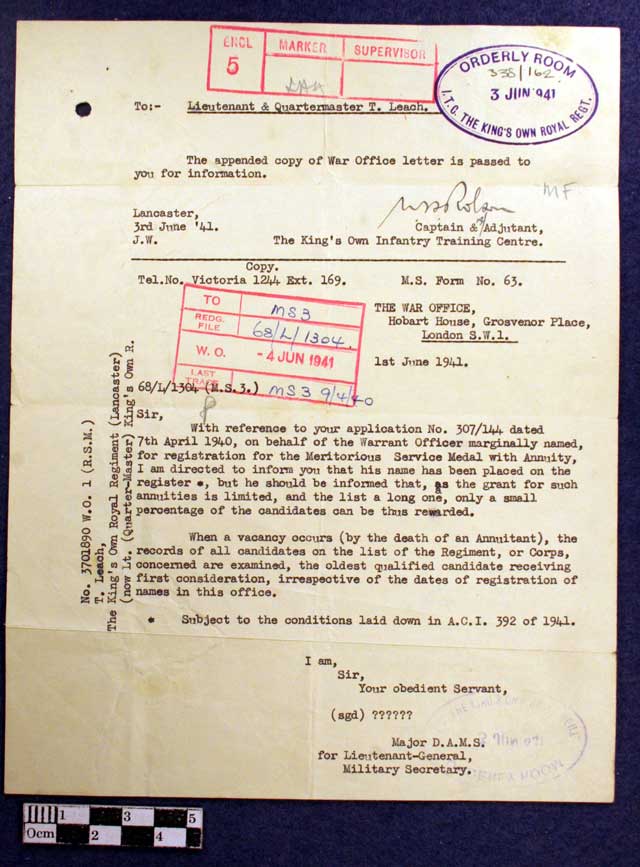 ENCL
5
MARKER
SUPERVISOR
ORDERLY ROOM
338/162
3 JUN 941
I.T.C. THE KING'S OWN ROYAL REGT.
To:- Lieutenant & Quartermaster T. Leach.
The appended copy of War Office letter is passed to
you for information.
MF
Lancaster,
3rd June '41.
J.W.
Captain & Adjutant,
The King's Own Infantry Training Centre.
Copy.
Tel.No. Victoria 1244 Ext. 169. M.S. Form No. 63.
TO MS3
REDG. FILE 68/L/1304.
W. O. -4 JUN 1941
LAST TRACE MS3 9/4/40
THE WAR OFFICE,
Hobart House, Grosvenor Place,
London S.W.1.
1st June 1941.
68/L/1304 (M.S.3.)
No. 3701890 W.O. 1 (R.S.M.)
T. Leach,
The King's Own Royal Regiment (Lancaster)
(now Lt. (Quarter-Master) King's Own R.
Sir,
With reference to your application No. 307/144 dated
7th April 1940, on behalf of the Warrant Officer marginally named,
for registration for the Meritorious Service Medal with Annuity,
I am directed to inform you that his name has been placed on the
register *, but he should be informed that, as the grant for such
annuities is limited, and the list a long one, only a small
percentage of the candidates can be thus rewarded.
When a vacancy occurs (by the death of an Annuitant), the
records of all candidates on the list of the Regiment, or Corps,
concerned are examined, the oldest qualified candidate receiving
first consideration, irrespective of the dates of registration of
names in this office.
* Subject to the conditions laid down in A.C.I. 392 of 1941.
I am,
Sir,
Your obedient Servant,
(sgd) ??????
Major D.A.M.S.
for Lieutenant-General,
Military Secretary.
0cm 1 2 3 4 5